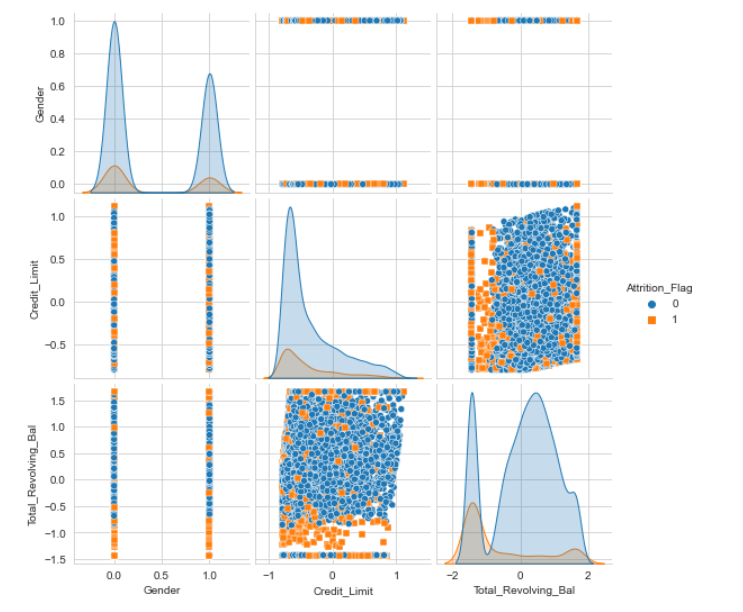 1.0
0.8
0.6
0.4
0.2
0.0
Gender
1.0
0.5
0.0
−0.5
Credit_Limit
Attrition_Flag
0
1
1.5
1.0
0.5
0.0
−0.5
−1.0
−1.5
Total_Revolving_Bal
0.0 0.5 1.0
Gender
−1 0 1
Credit_Limit
−2 0 2
Total_Revolving_Bal